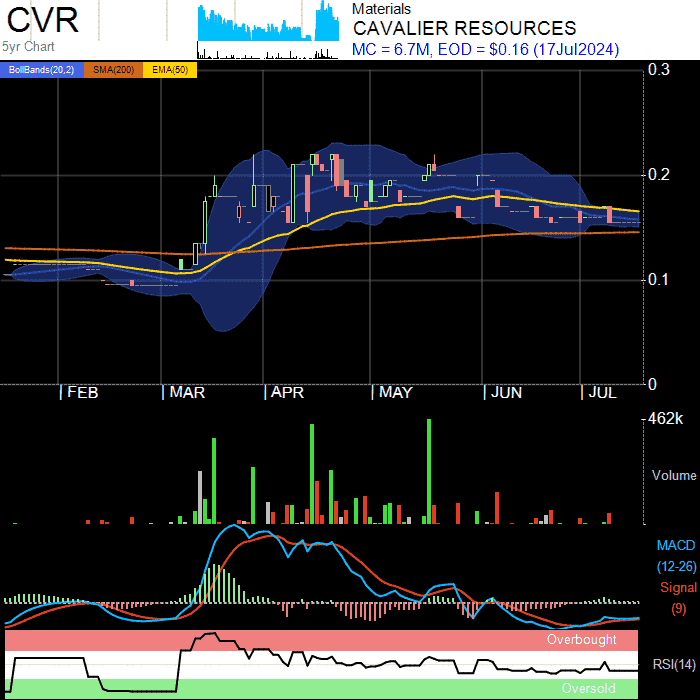 CVR
5yr Chart
Materials
CAVALIER RESOURCES
MC = 6.7M, EOD = $0.16 (17Jul2024)
BollBands(20,2) SMA(200) EMA(50)
0.3
0.2
0.1
0
FEB MAR APR MAY JUN JUL
462k
Volume
MACD
(12-26)
Signal
(9)
Overbought
RSI(14)
Oversold